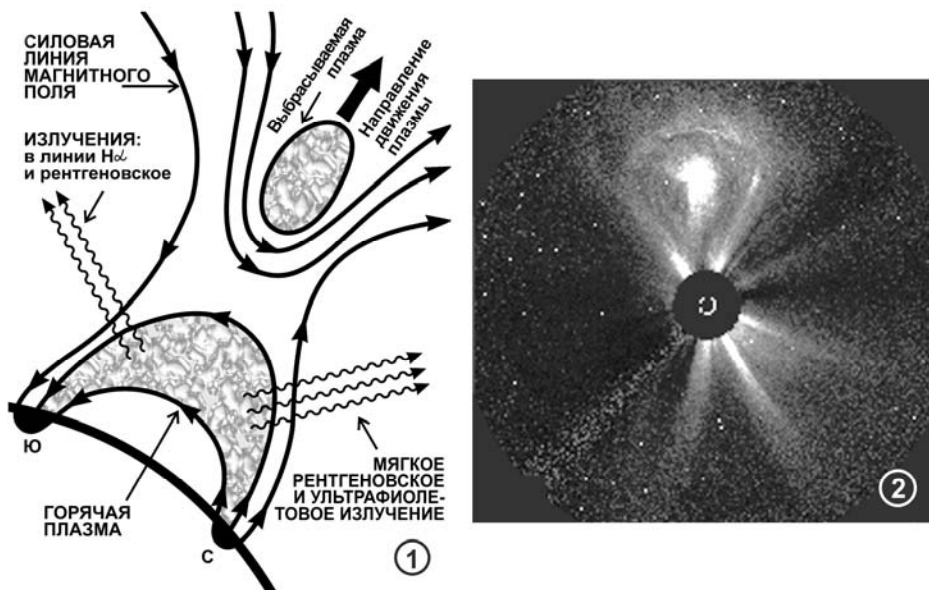 СИЛОВАЯ
ЛИНИЯ
МАГНИТНОГО
ПОЛЯ
ИЗЛУЧЕНИЯ:
в линии Hα
и рентгеновское
Выбрасываемая
плазма
Направление
движения
плазмы
Ю
ГОРЯЧАЯ
ПЛАЗМА
С
МЯГКОЕ
РЕНТГЕНОВСКОЕ
И УЛЬТРАФИОЛЕ-
ТОВОЕ ИЗЛУЧЕНИЕ
1
2